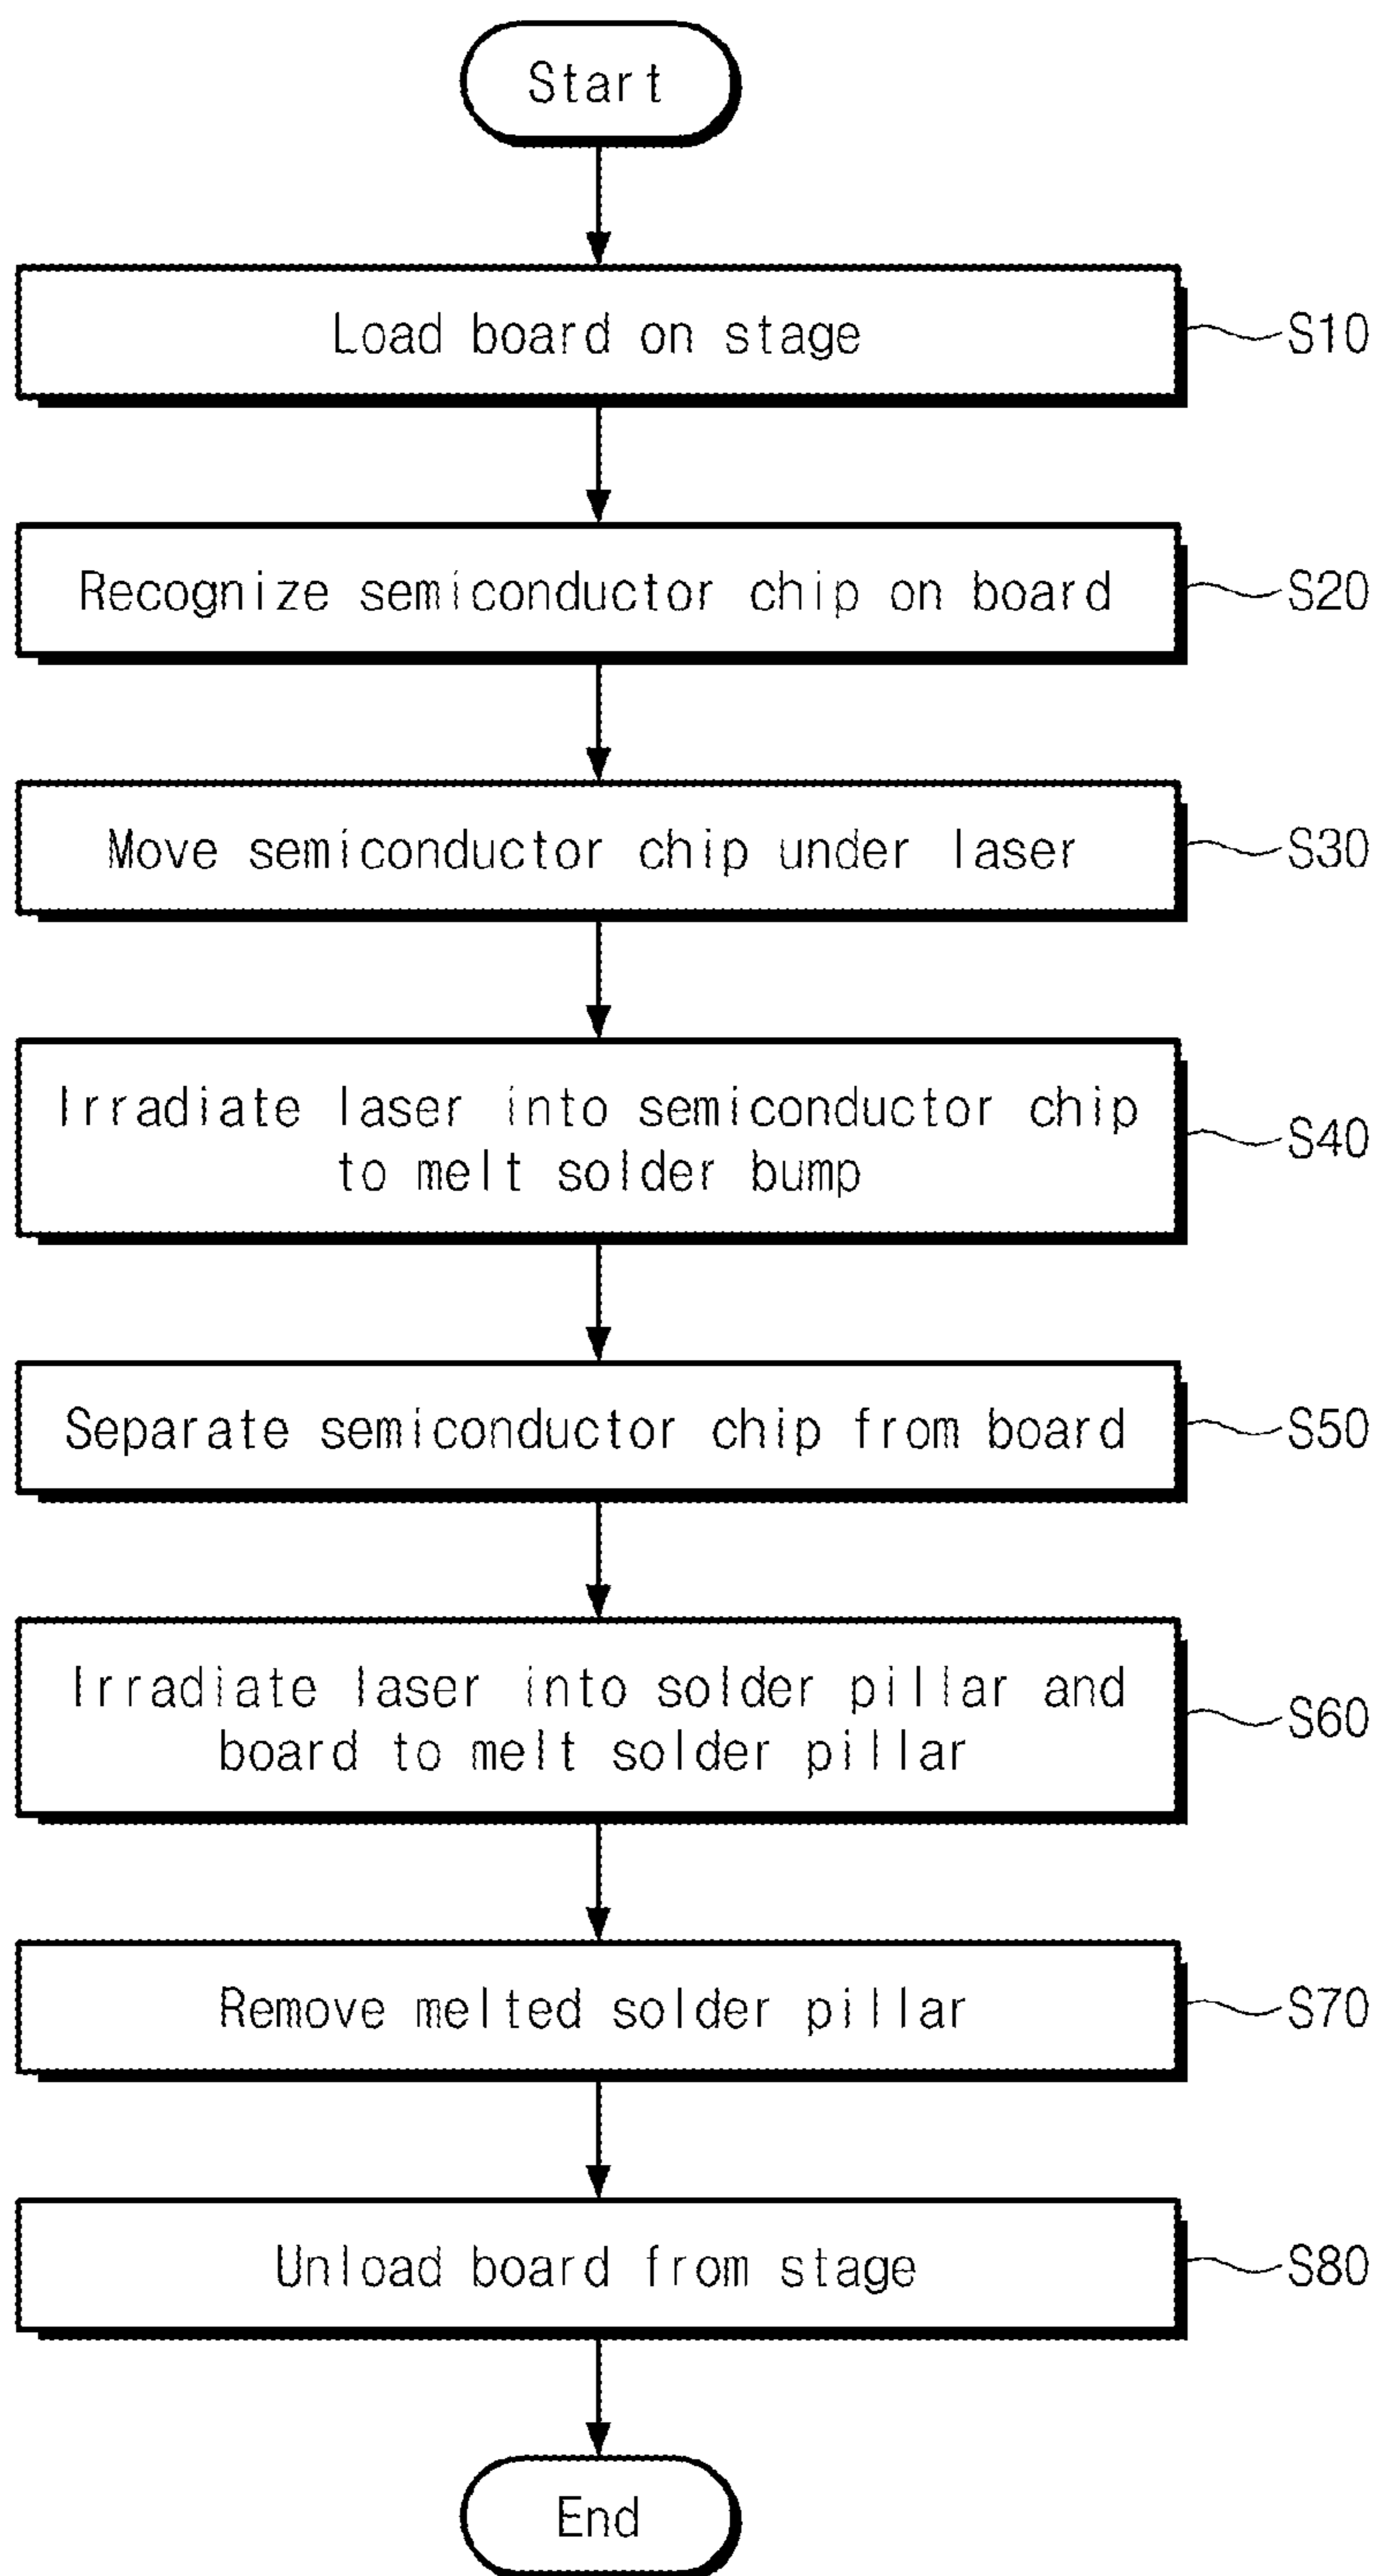 Start
Load board on stage
S10
Recognize semiconductor chip on board
S20
Move semiconductor chip under laser
S30
Irradiate laser into semiconductor chip
to melt solder bump
S40
Separate semiconductor chip from board
S50
Irradiate laser into solder pillar and
board to melt solder pillar
S60
Remove melted solder pillar
S70
Unload board from stage
S80
End